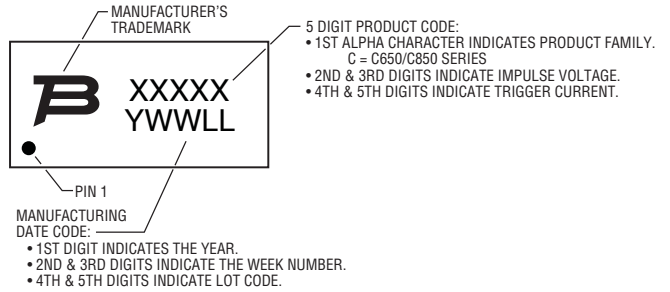 MANUFACTURER'S
TRADEMARK
5 DIGIT PRODUCT CODE:
• 1ST ALPHA CHARACTER INDICATES PRODUCT FAMILY.
C = C650/C850 SERIES
• 2ND & 3RD DIGITS INDICATE IMPULSE VOLTAGE.
• 4TH & 5TH DIGITS INDICATE TRIGGER CURRENT.
B
XXXXX
YWWLL
PIN 1
MANUFACTURING
DATE CODE:
• 1ST DIGIT INDICATES THE YEAR.
• 2ND & 3RD DIGITS INDICATE THE WEEK NUMBER.
• 4TH & 5TH DIGITS INDICATE LOT CODE.